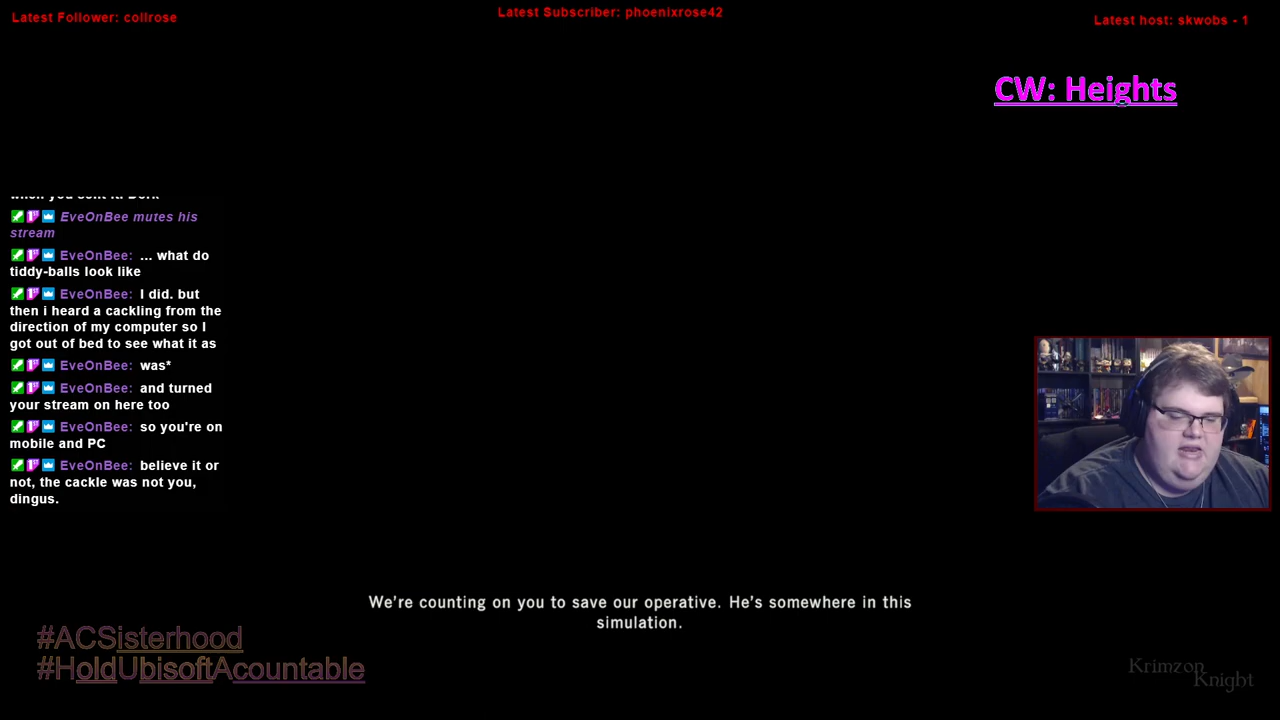 Latest Follower: collrose
Latest Subscriber: phoenixrose42
Latest host: skwobs - 1
CW: Heights
EveOnBee mutes his
stream
EveOnBee: ... what do
tiddy-balls look like
EveOnBee: I did. but
then i heard a cackling from the
direction of my computer so I
got out of bed to see what it as
EveOnBee: was*
EveOnBee: and turned
your stream on here too
EveOnBee: so you're on
mobile and PC
EveOnBee: believe it or
not, the cackle was not you,
dingus.
We're counting on you to save our operative. He's somewhere in this
simulation.
#ACSisterhood
#HoldUbisoftAcountable
Krimzon
Knight